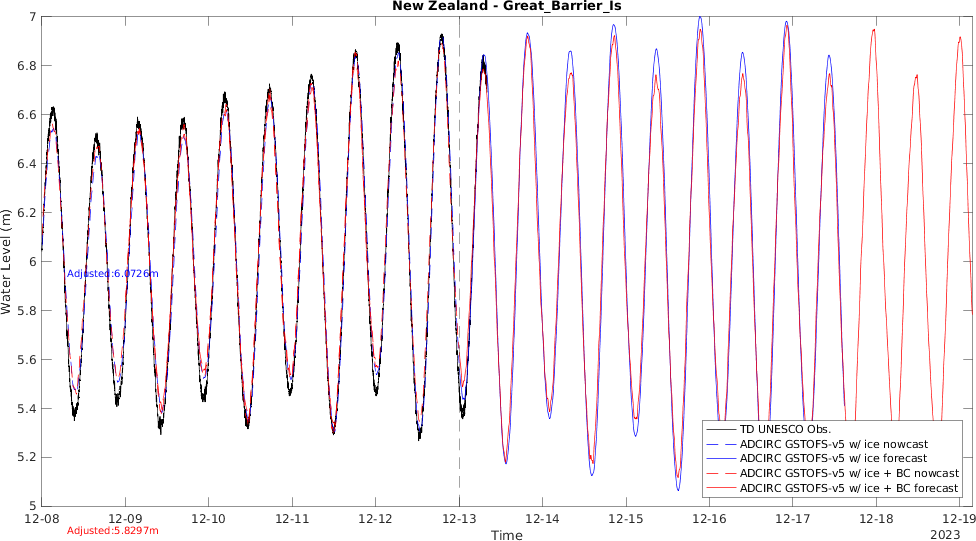 New Zealand - Great_Barrier_Is
7
6.8
6.6
6.4
6.2
6
5.8
5.6
5.4
5.2
5
Water Level (m)
Adjusted:6.0726m
Adjusted:5.8297m
TD UNESCO Obs.
ADCIRC GSTOFS-v5 w/ ice nowcast
ADCIRC GSTOFS-v5 w/ ice forecast
ADCIRC GSTOFS-v5 w/ ice + BC nowcast
ADCIRC GSTOFS-v5 w/ ice + BC forecast
12-08 12-09 12-10 12-11 12-12 12-13 12-14 12-15 12-16 12-17 12-18 12-19
Time
2023